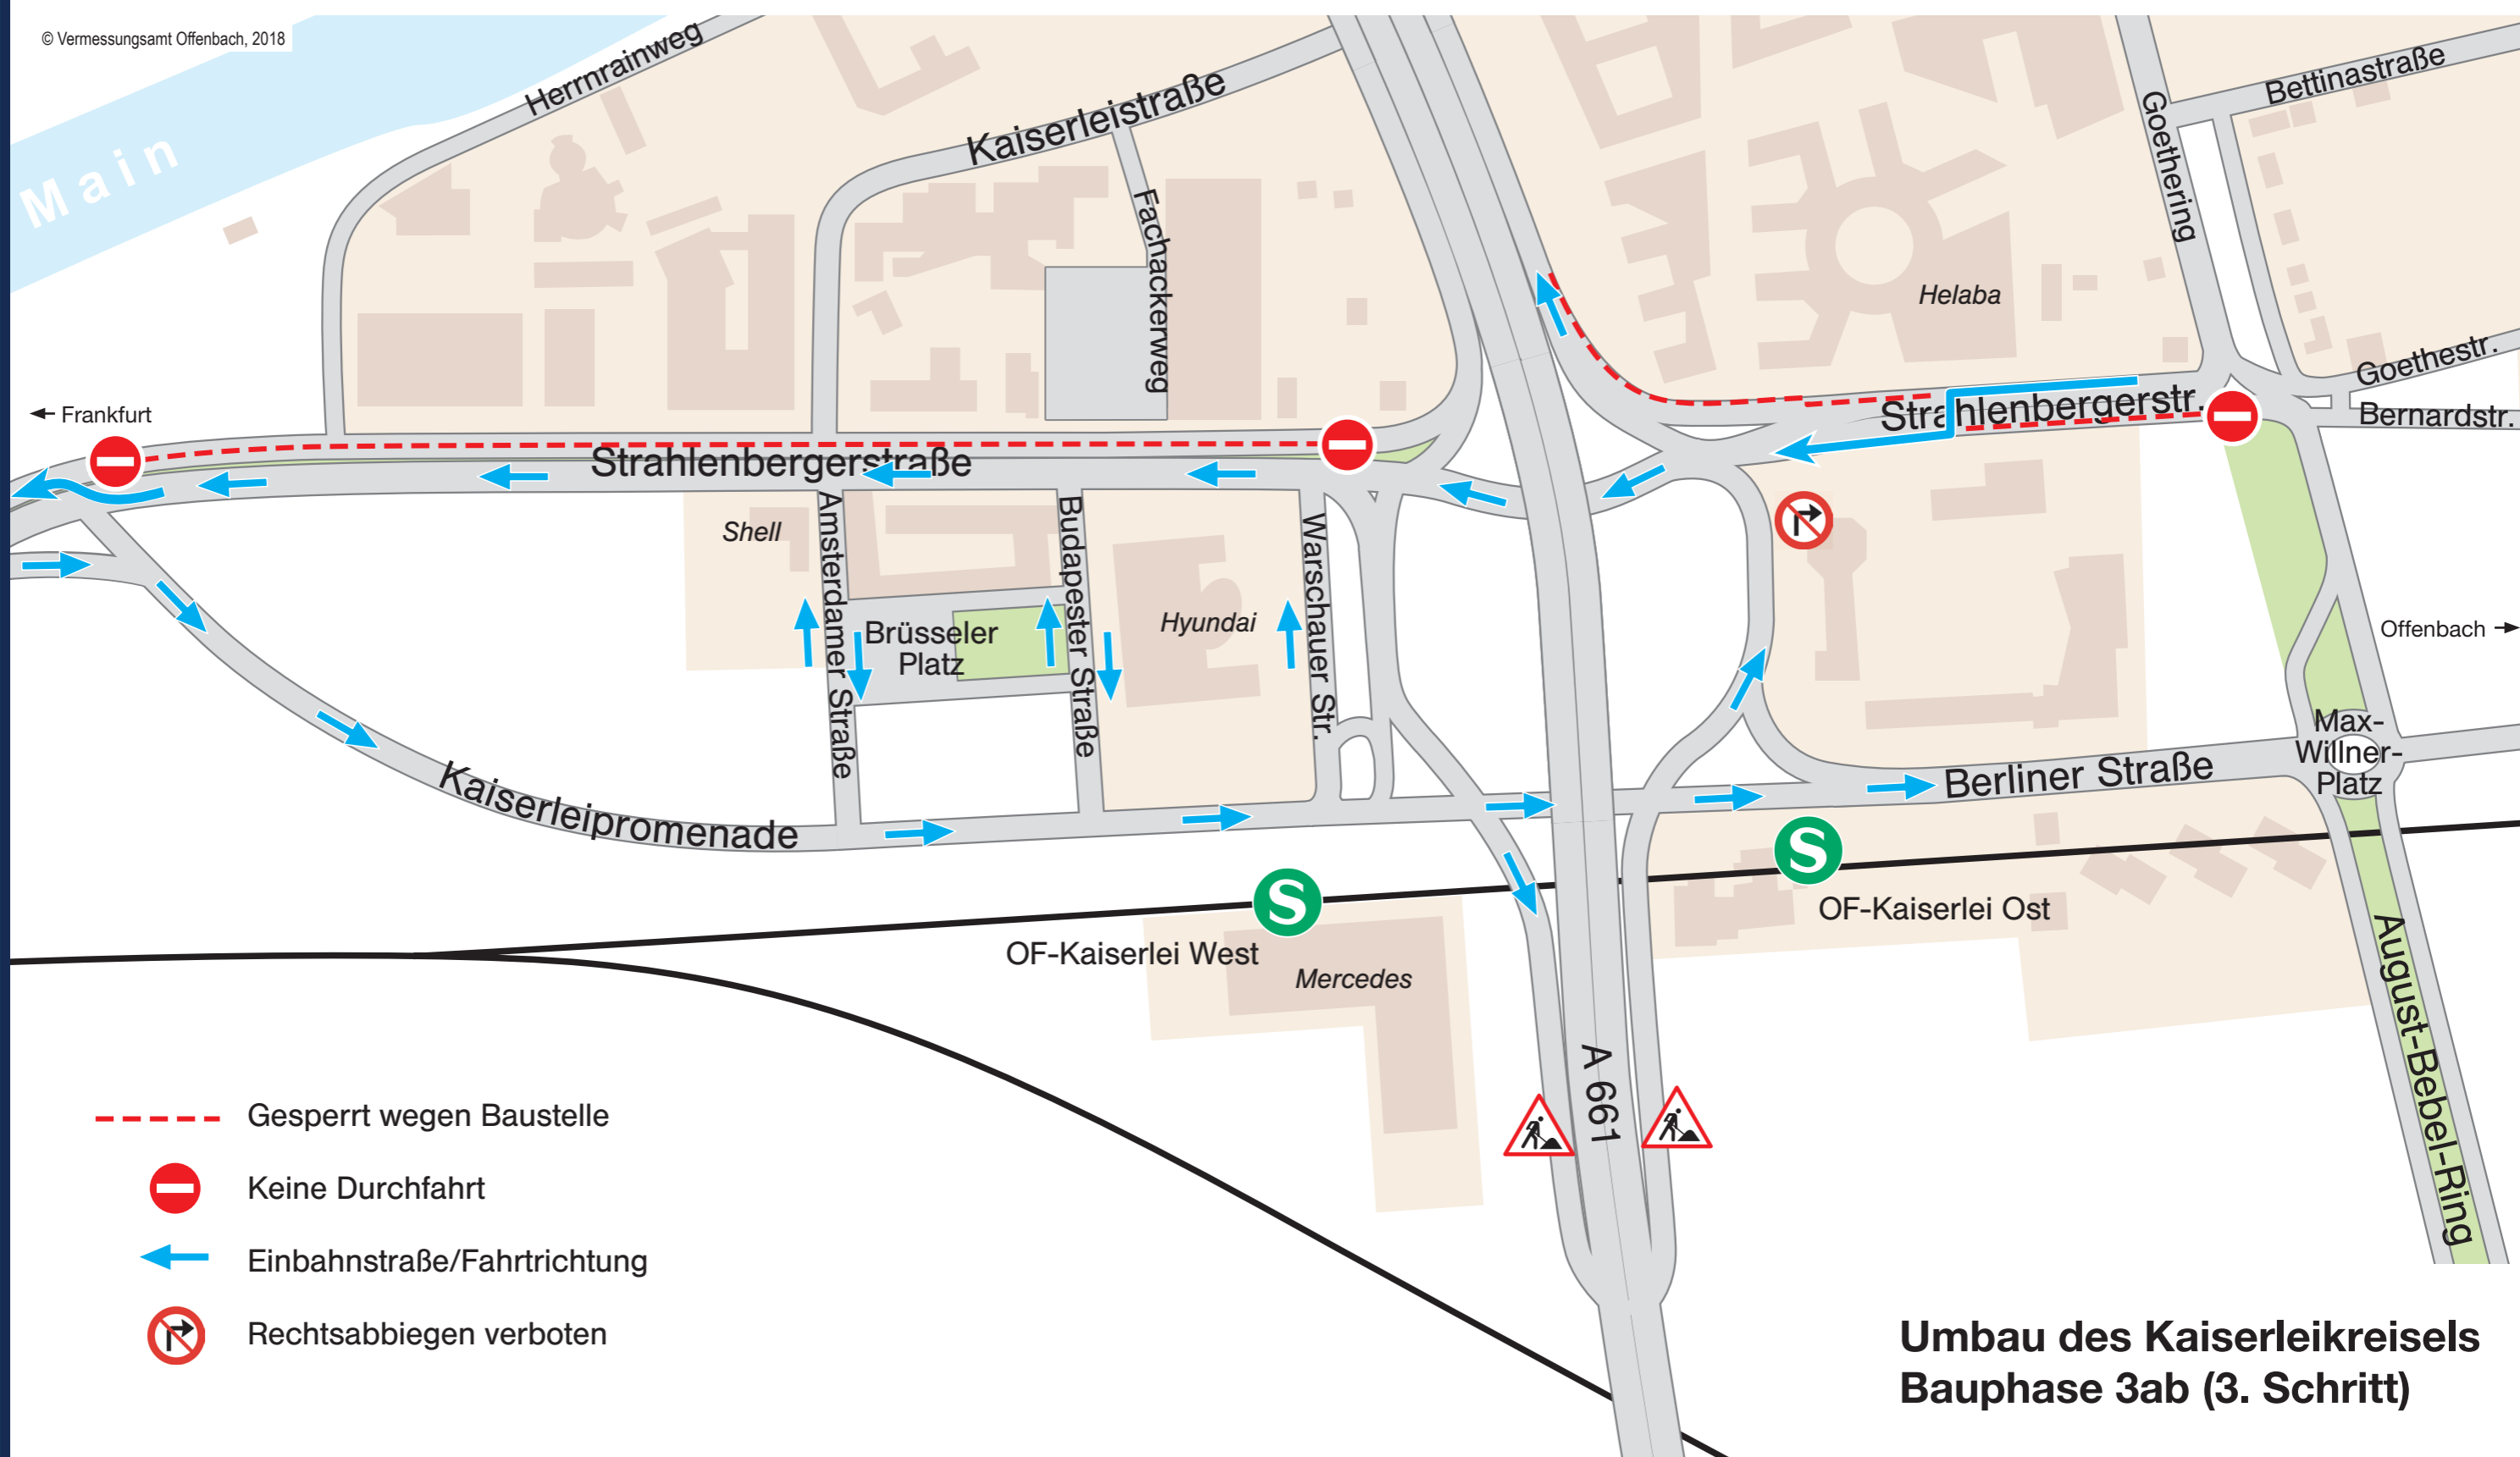 © Vermessungsamt Offenbach, 2018
Main
Herrnrainweg
Kaiserleistraße
Fachackerweg
Goethering
Bettinastraße
Helaba
Goethestr.
Bernardstr.
← Frankfurt
Strahlenbergerstraße
Strahlenbergerstr.
Shell
Amsterdamer Straße
Brüsseler
Platz
Budapester Straße
Hyundai
Warschauer Str.
Offenbach →
Max-
Willner-
Platz
Kaiserleipromenade
Berliner Straße
S
OF-Kaiserlei West
S
OF-Kaiserlei Ost
Mercedes
A 661
August-Bebel-Ring
Gesperrt wegen Baustelle
Keine Durchfahrt
Einbahnstraße/Fahrtrichtung
Rechtsabbiegen verboten
Umbau des Kaiserleikreisels
Bauphase 3ab (3. Schritt)